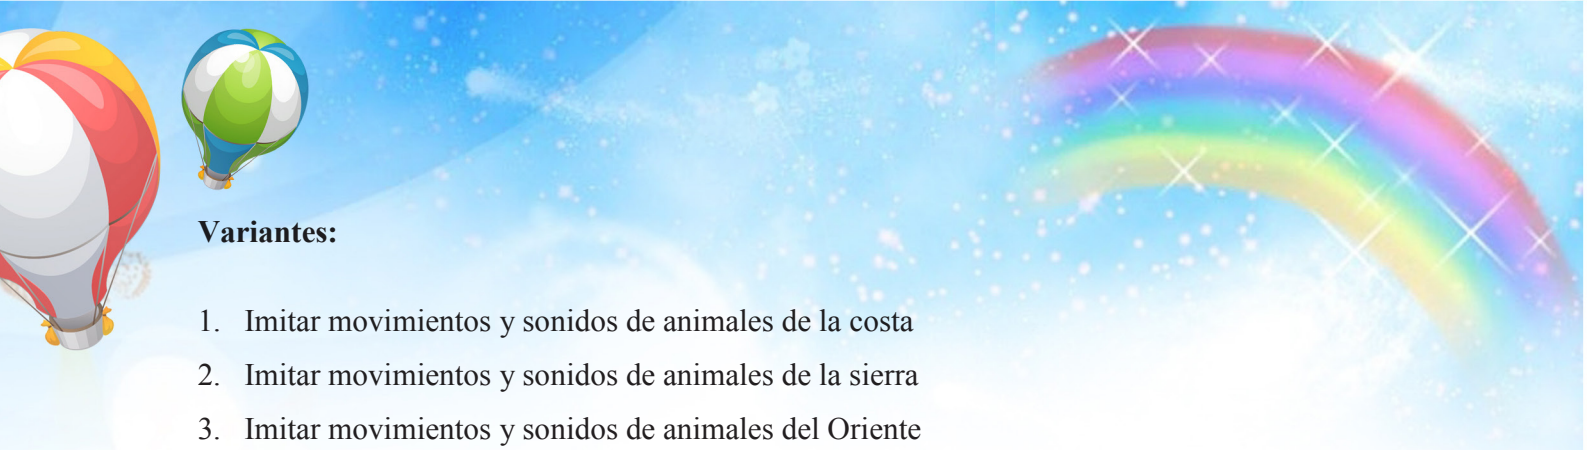 Variantes:
1. Imitar movimientos y sonidos de animales de la costa
2. Imitar movimientos y sonidos de animales de la sierra
3. Imitar movimientos y sonidos de animales del Oriente